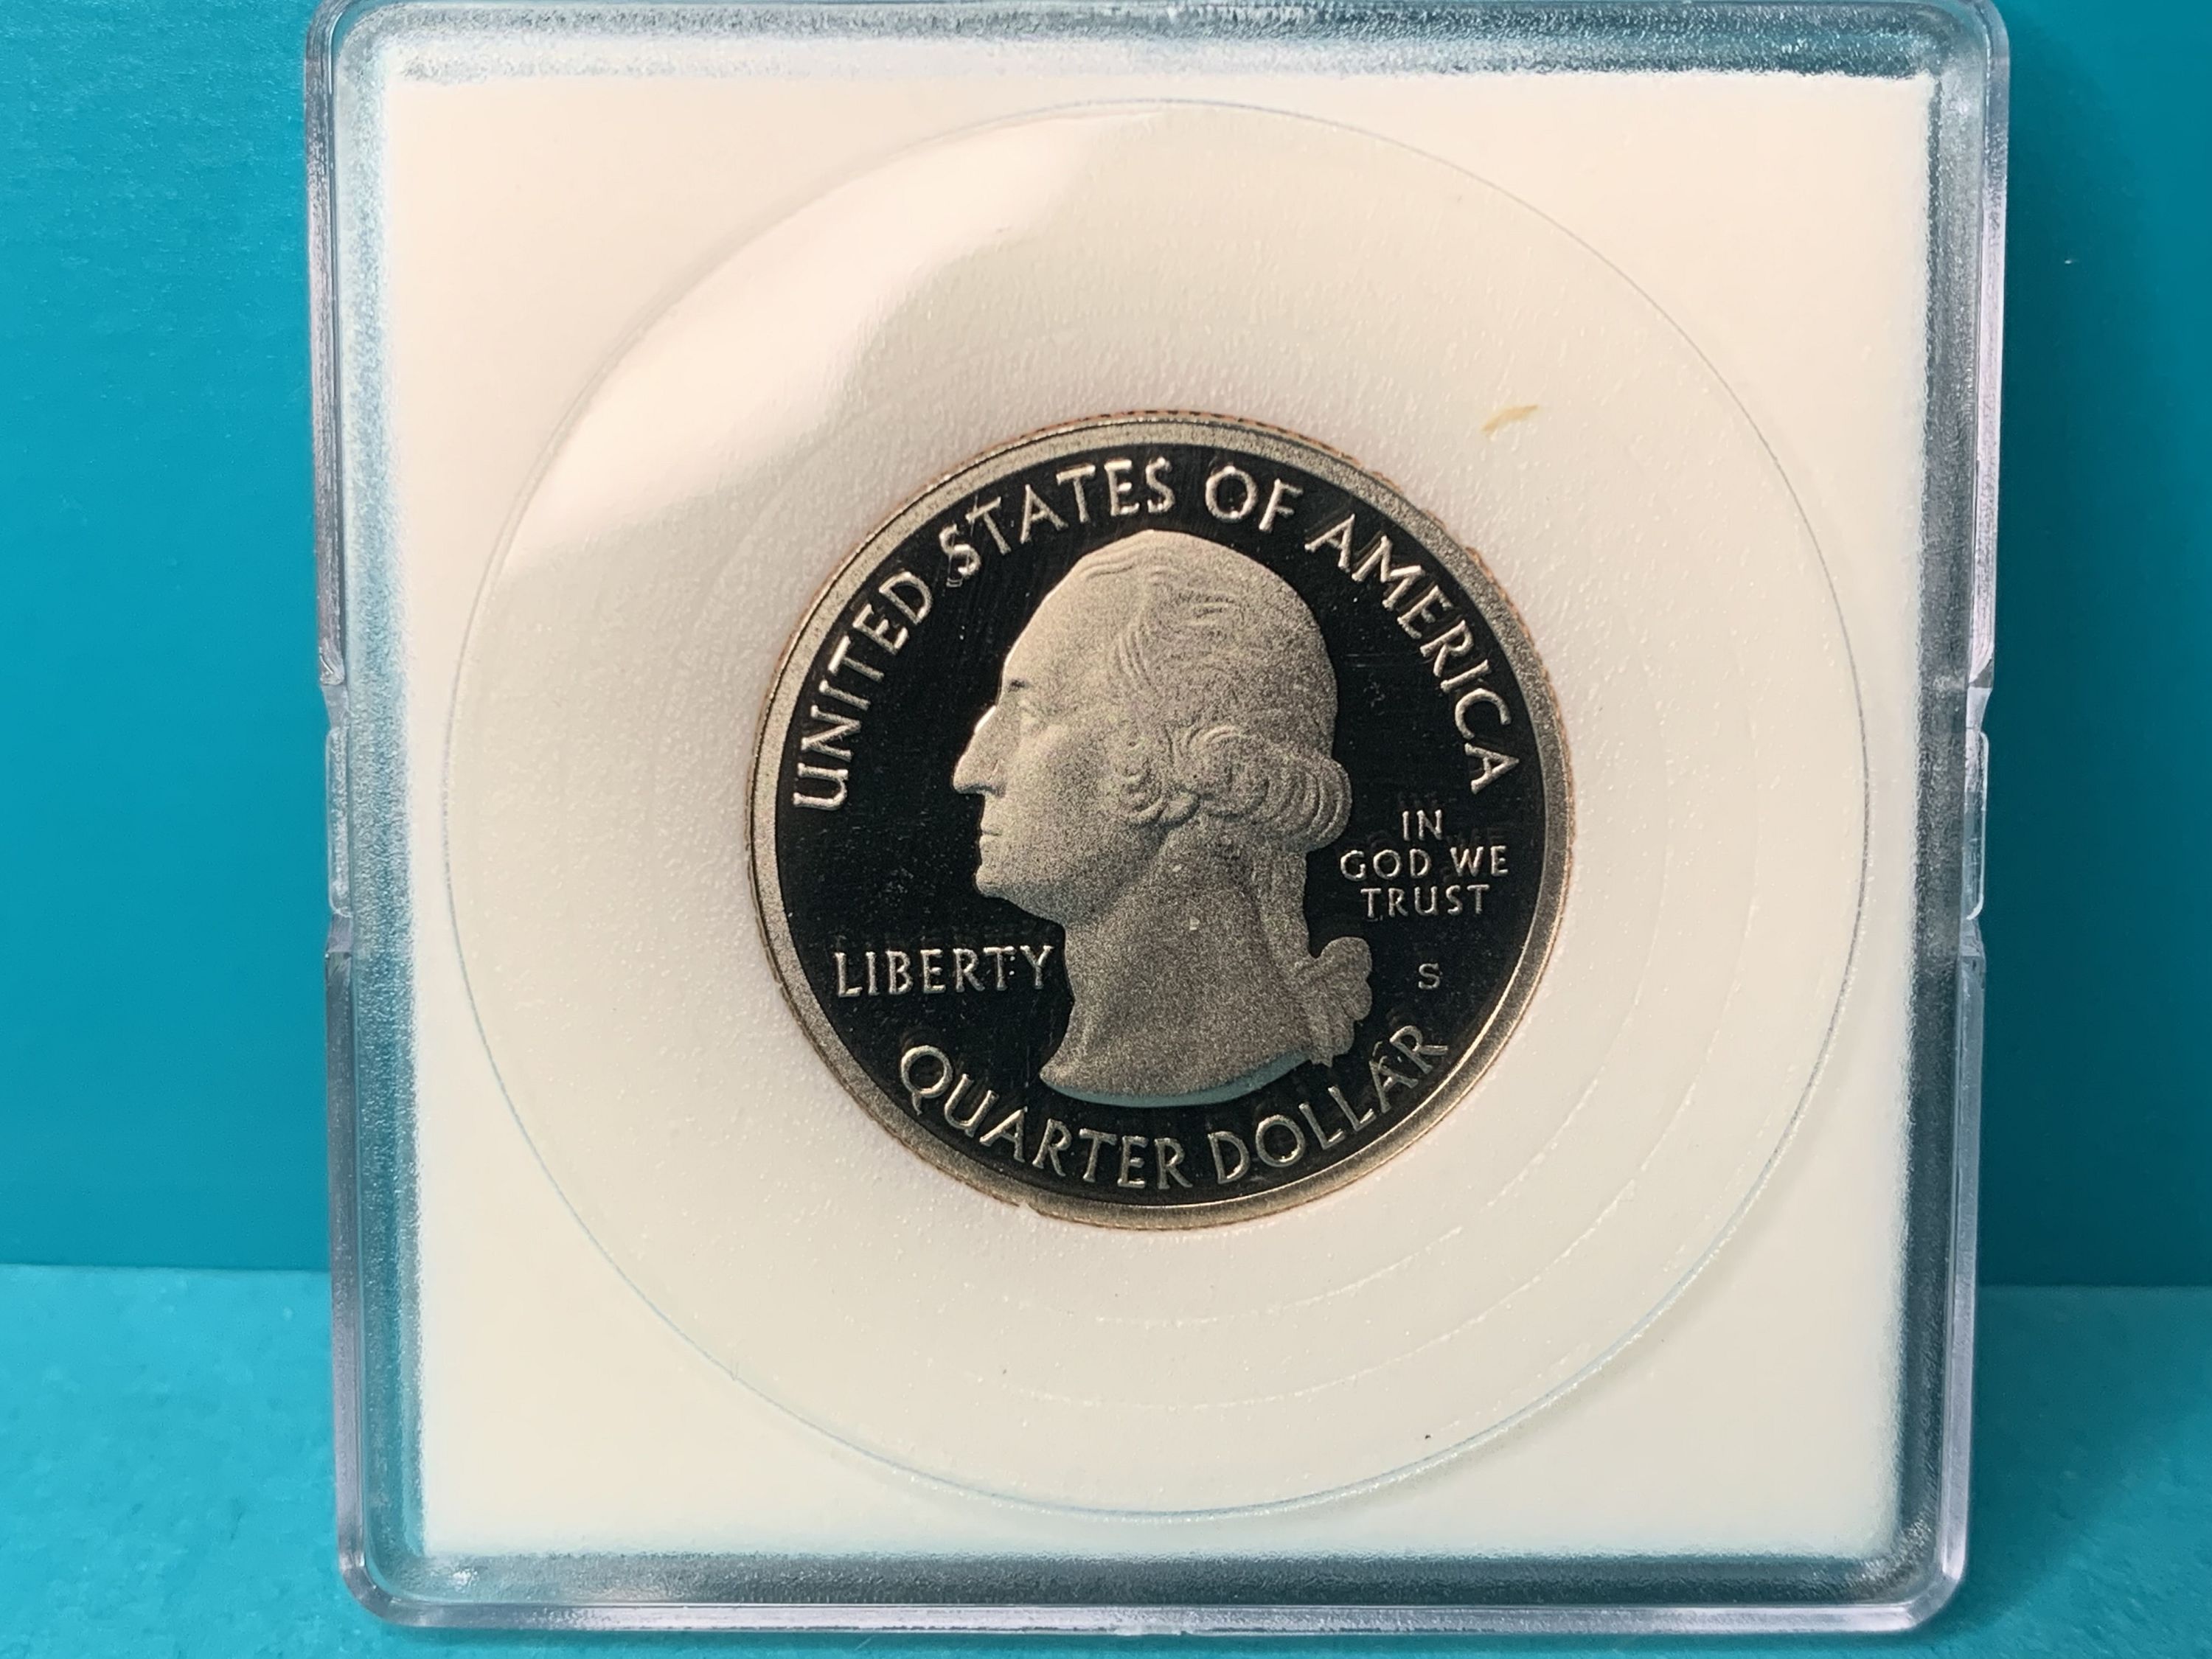 UNITED STATES OF AMERICA
LIBERTY
IN
GOD WE
TRUST
S
QUARTER DOLLAR